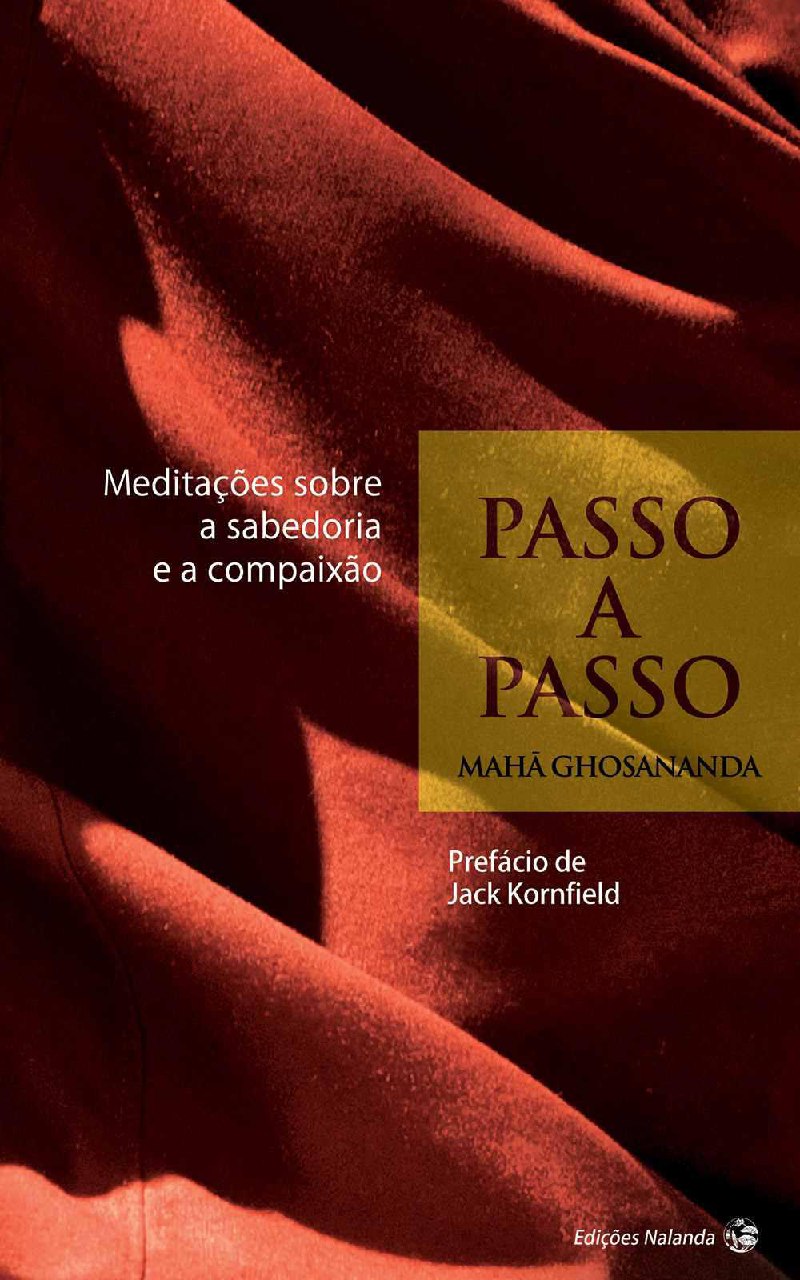 Meditações sobre
a sabedoria
e a compaixão
PASSO
A
PASSO
MAHĀ GHOSANANDA
Prefácio de
Jack Kornfield
Edições Nalanda